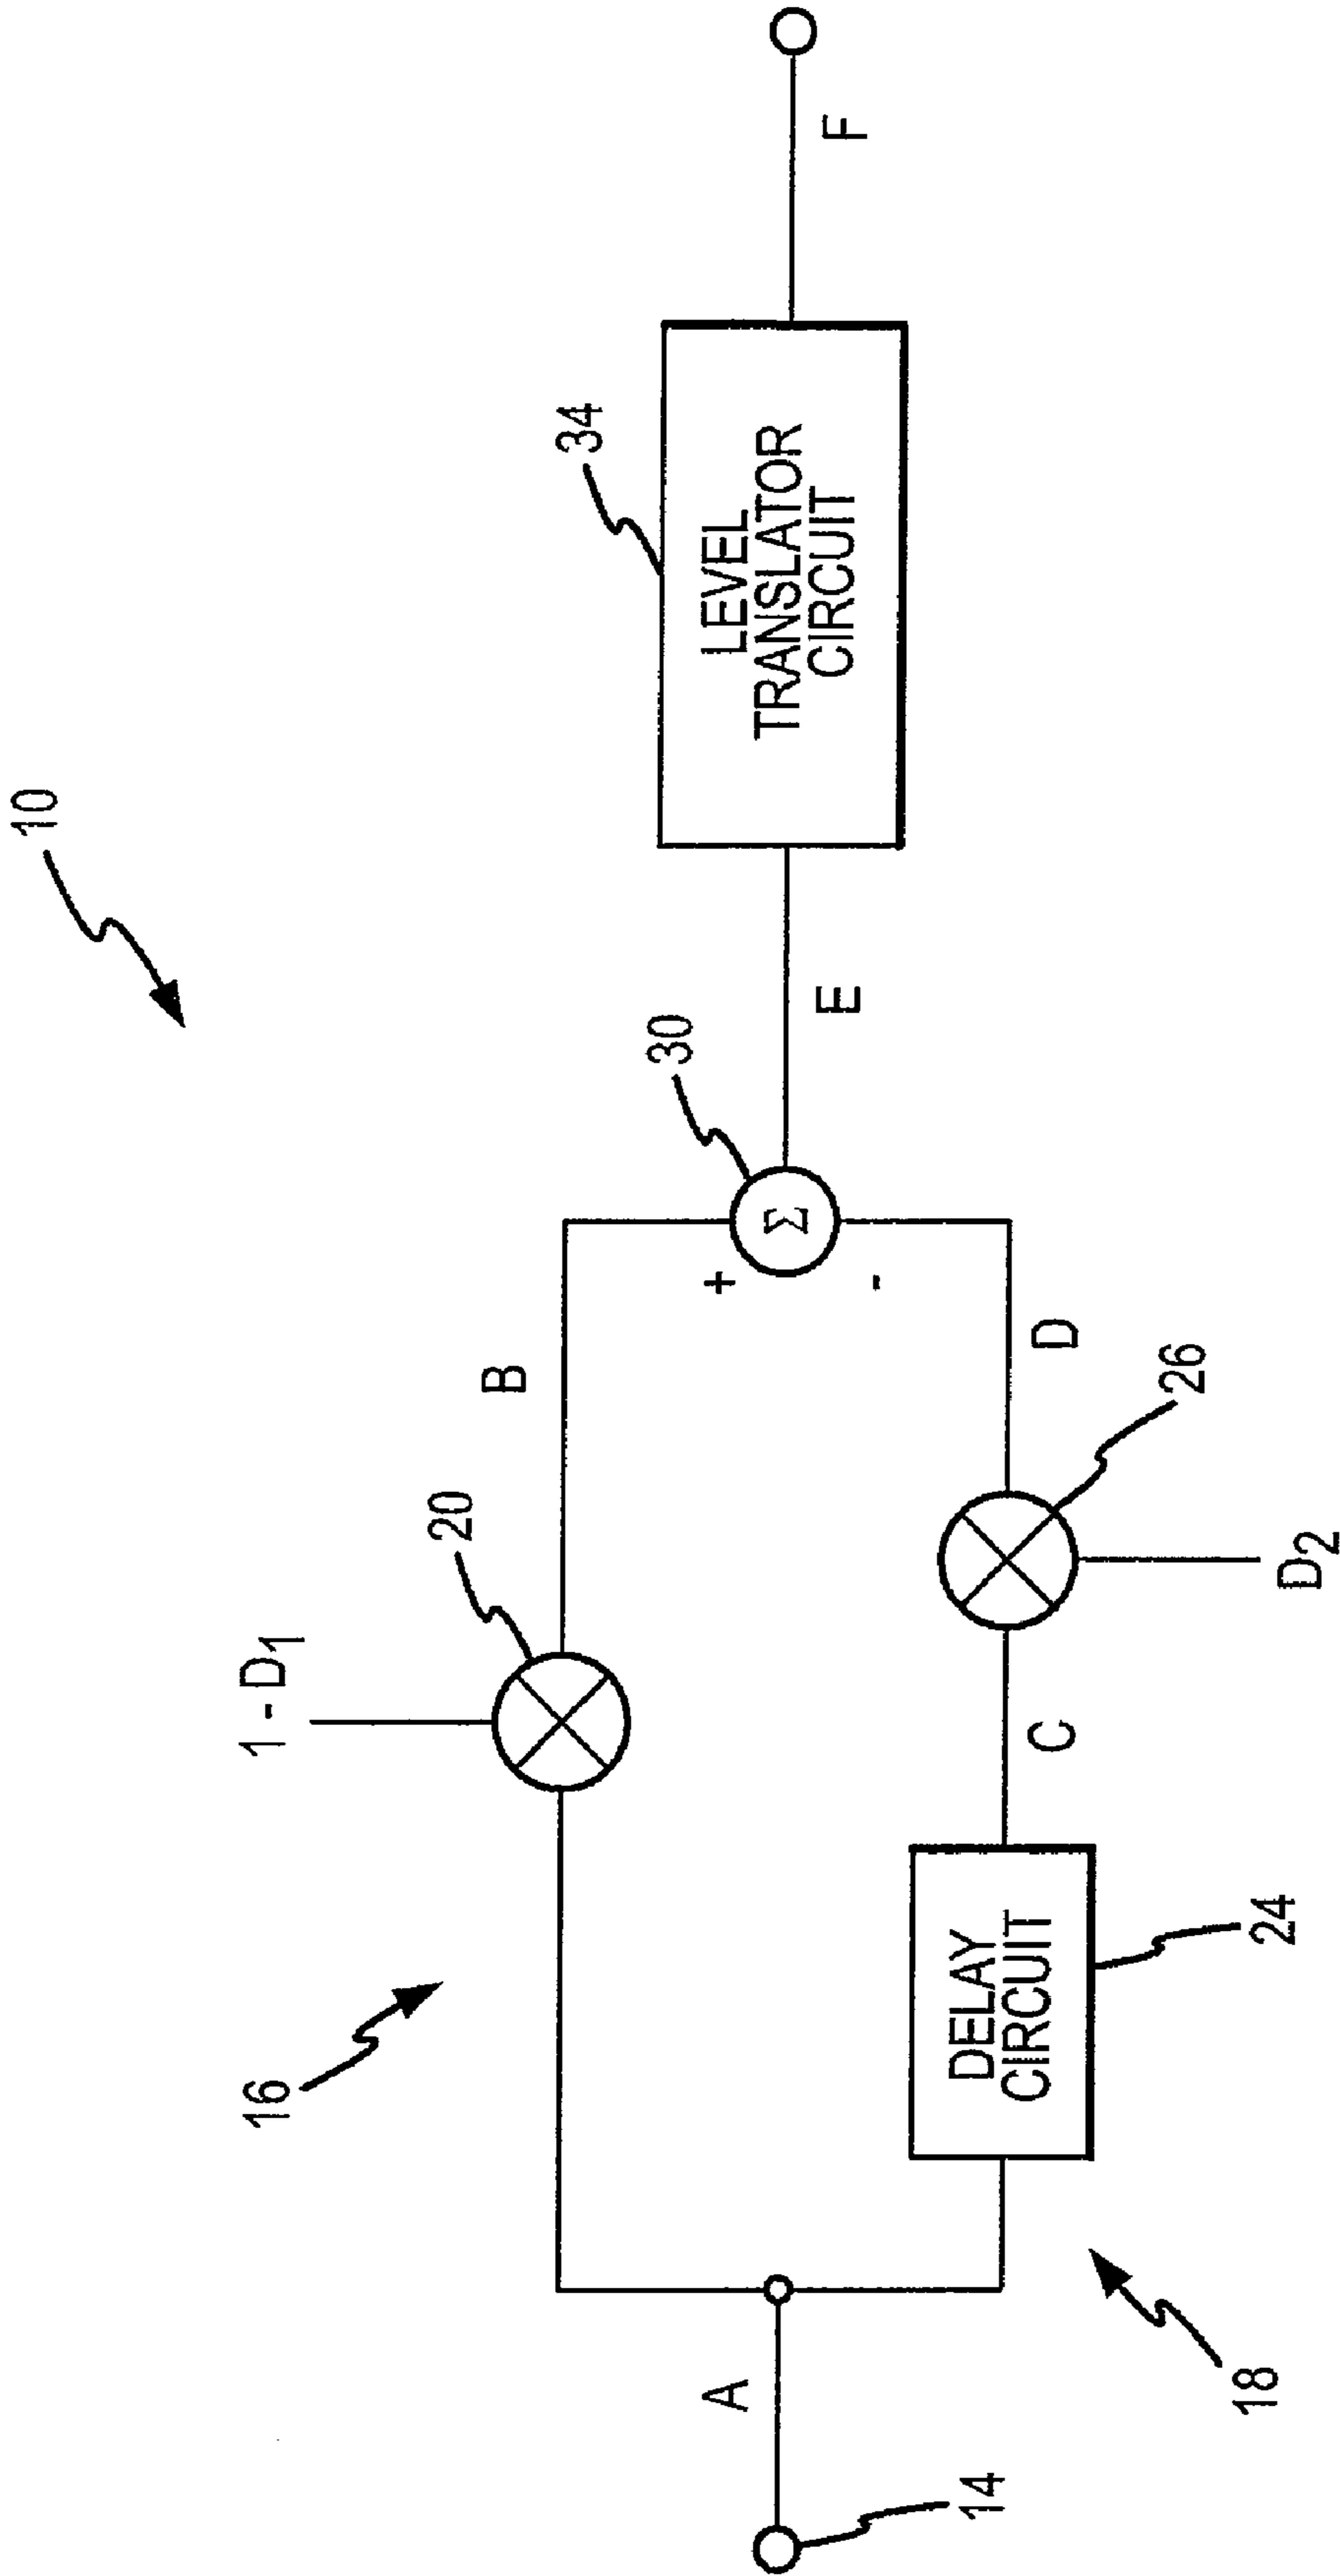 10
1 - D1
16
20
B
34
30
+
Σ
-
A
14
E
LEVEL
TRANSLATOR
CIRCUIT
F
DELAY
CIRCUIT
C
D
18
24
26
D2